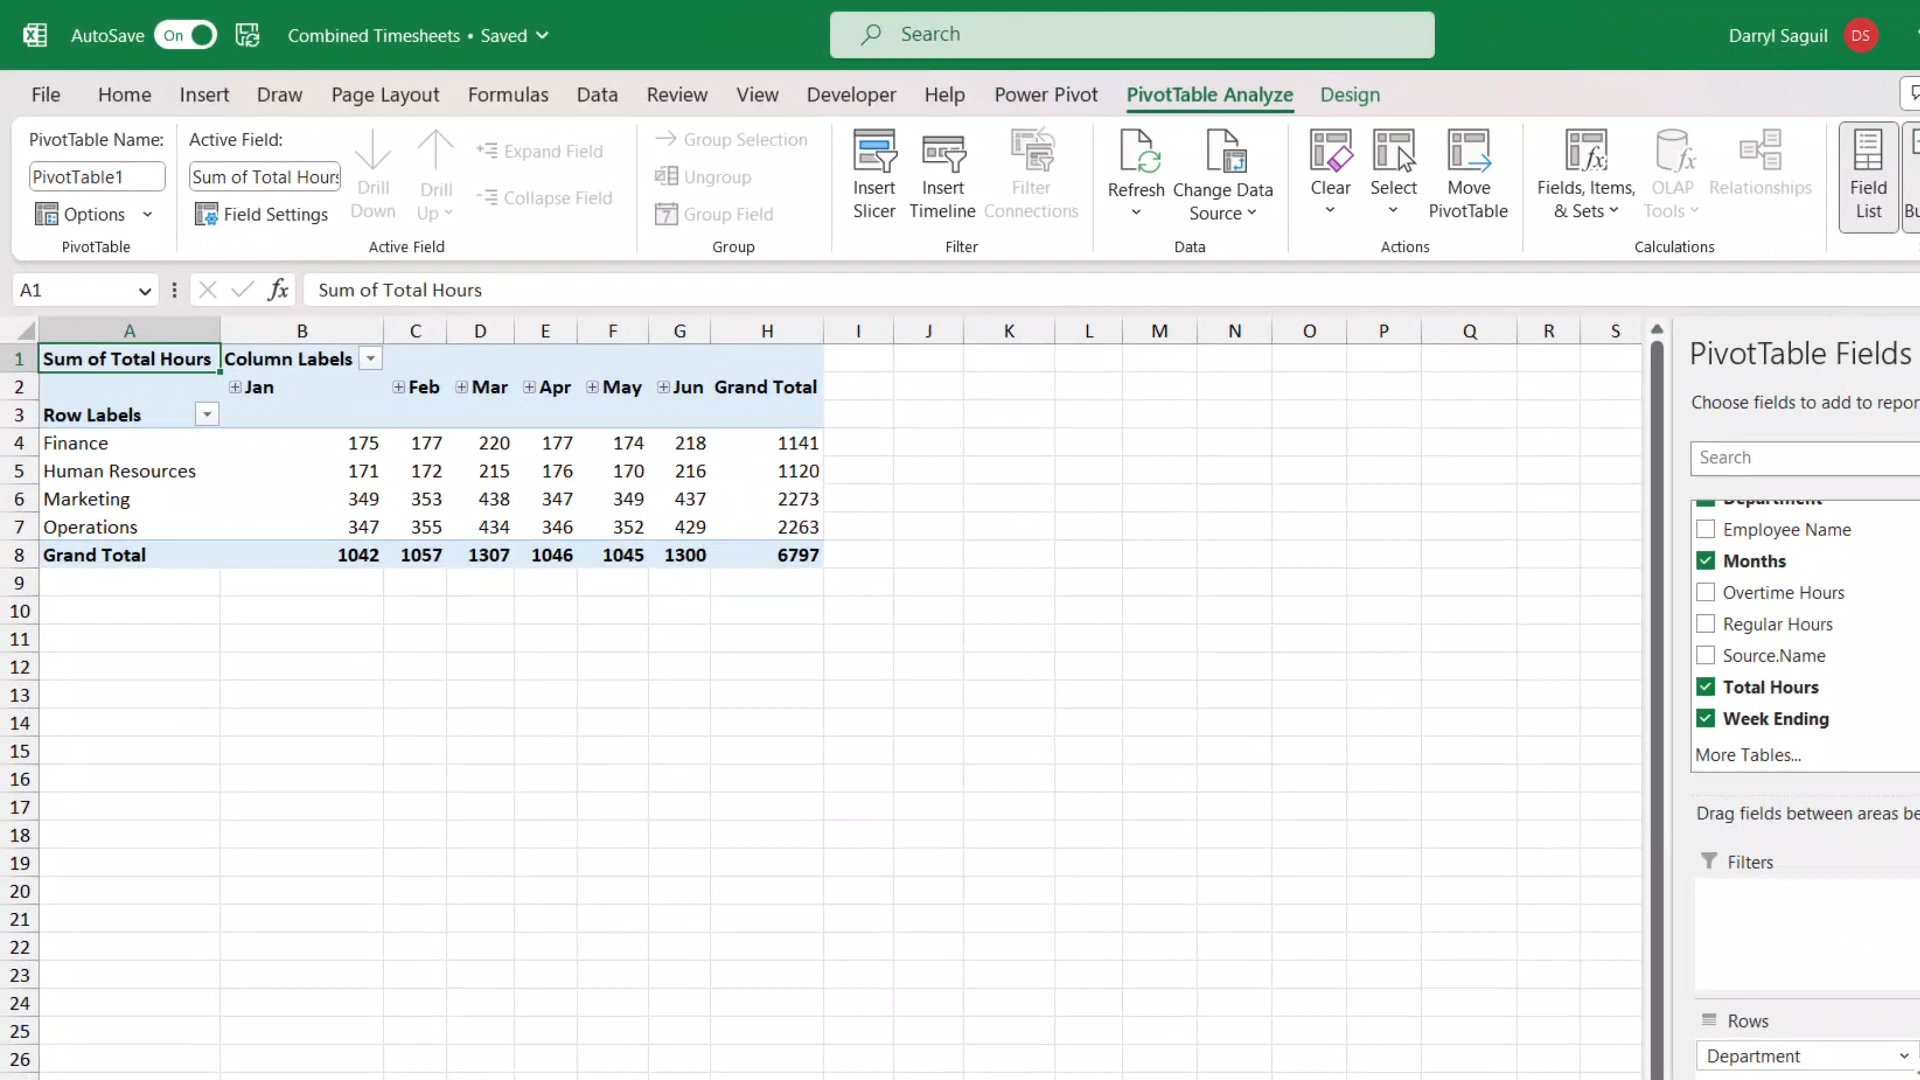 AutoSave On Combined Timesheets • Saved Search Darryl Saguil DS
File Home Insert Draw Page Layout Formulas Data Review View Developer Help Power Pivot PivotTable Analyze Design
PivotTable Name:
PivotTable1
Options
PivotTable
Active Field:
Sum of Total Hours
Field Settings
Drill
Down
Drill
Up
Expand Field
Collapse Field
Active Field
Group Selection
Ungroup
7 Group Field
Group
Insert
Slicer
Insert
Timeline
Filter
Connections
Filter
Refresh
Change Data
Source
Data
Clear
Select
Move
PivotTable
Actions
Fields, Items,
& Sets
OLAP
Tools
Relationships
Calculations
Field
List
A1 fx Sum of Total Hours
A B C D E F G H I J K L M N O P Q R S
1 Sum of Total Hours Column Labels
2 Jan Feb Mar Apr May Jun Grand Total
3 Row Labels
4 Finance 175 177 220 177 174 218 1141
5 Human Resources 171 172 215 176 170 216 1120
6 Marketing 349 353 438 347 349 437 2273
7 Operations 347 355 434 346 352 429 2263
8 Grand Total 1042 1057 1307 1046 1045 1300 6797
9
10
11
12
13
14
15
16
17
18
19
20
21
22
23
24
25
26
PivotTable Fields
Choose fields to add to repor
Search
Department
Employee Name
Months
Overtime Hours
Regular Hours
Source.Name
Total Hours
Week Ending
More Tables...
Drag fields between areas be
Filters
Rows
Department